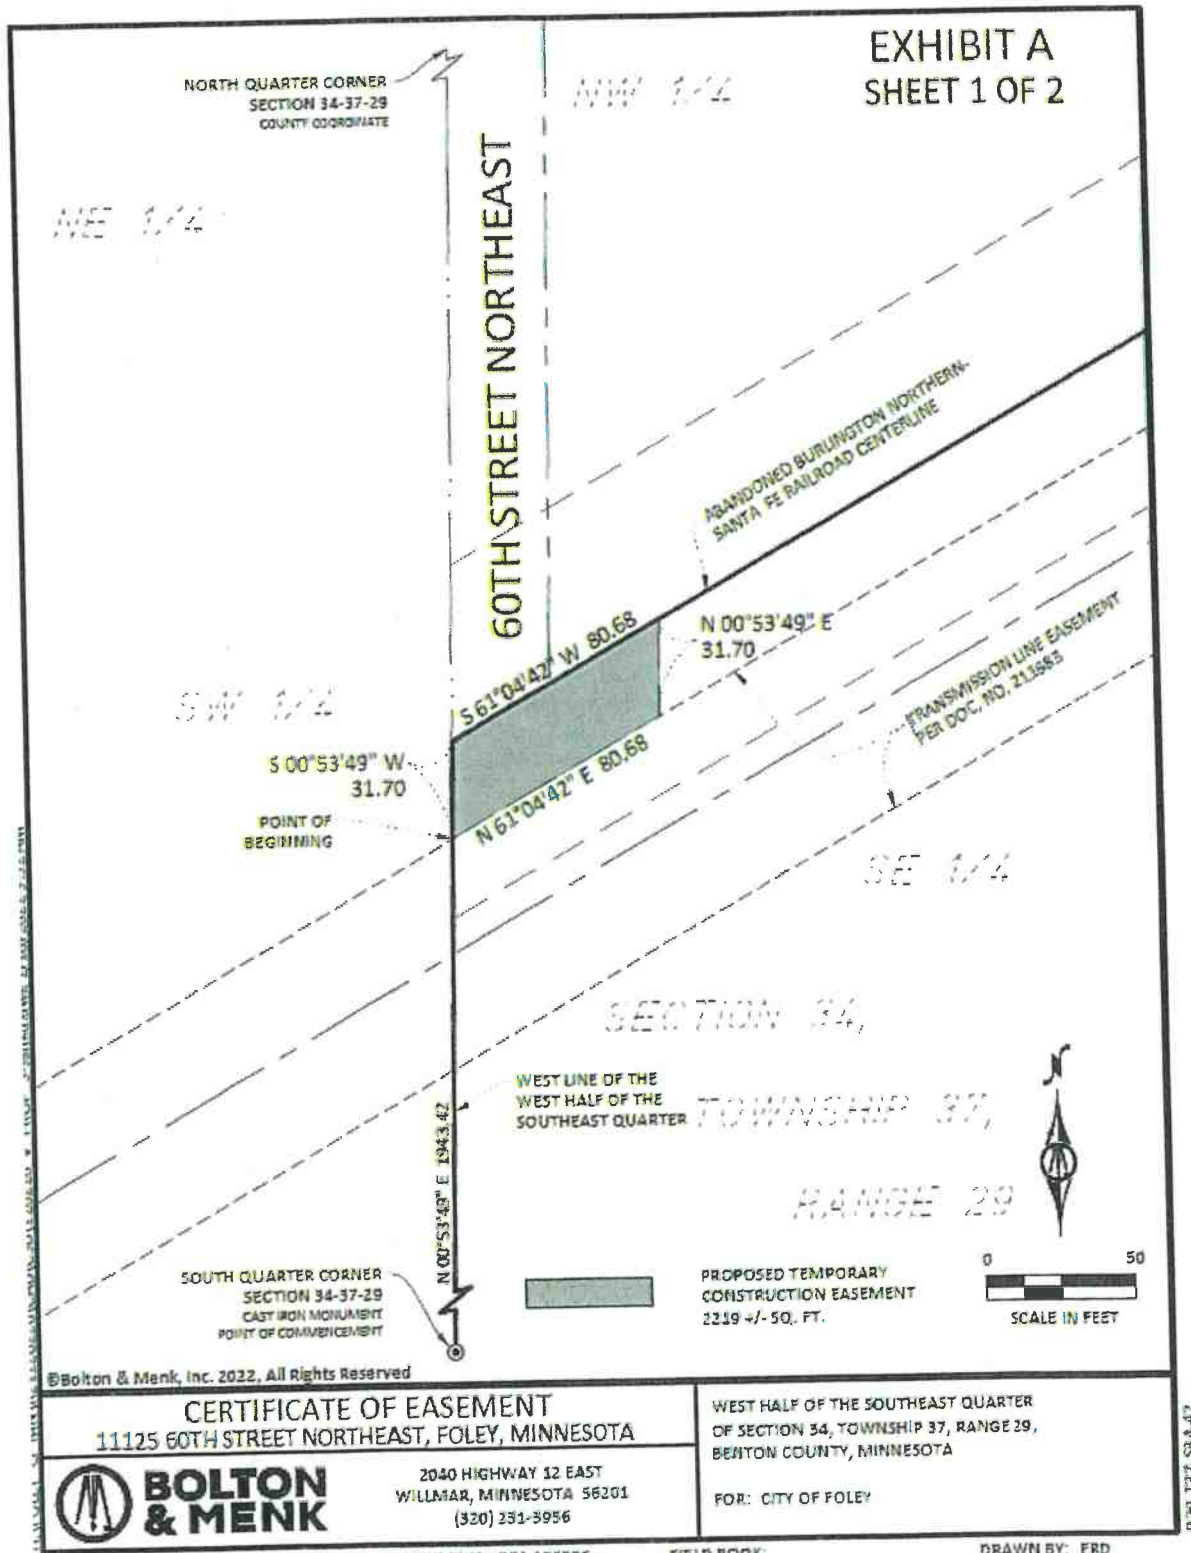 EXHIBIT A
SHEET 1 OF 2
NORTH QUARTER CORNER
SECTION 34-37-29
COUNTY COORDINATE
NW 1/4
NE 1/4
60TH STREET NORTHEAST
ABANDONED BURLINGTON NORTHERN-
SANTA FE RAILROAD CENTERLINE
S 61°04'42" W 80.68
N 00°53'49" E
31.70
TRANSMISSION LINE EASEMENT
PER DOC. NO. 211683
SW 1/4
S 00°53'49" W
31.70
N 61°04'42" E 80.68
POINT OF
BEGINNING
SE 1/4
SECTION 34,
TOWNSHIP 37,
RANGE 29
WEST LINE OF THE
WEST HALF OF THE
SOUTHEAST QUARTER
N 00°53'49" E 1943.42
N
SOUTH QUARTER CORNER
SECTION 34-37-29
CAST IRON MONUMENT
POINT OF COMMENCEMENT
PROPOSED TEMPORARY
CONSTRUCTION EASEMENT
2219 +/- SQ. FT.
0 50
SCALE IN FEET
©Bolton & Menk, Inc. 2022, All Rights Reserved
CERTIFICATE OF EASEMENT
11125 60TH STREET NORTHEAST, FOLEY, MINNESOTA
BOLTON
& MENK
2040 HIGHWAY 12 EAST
WILLMAR, MINNESOTA 56201
(320) 231-3956
WEST HALF OF THE SOUTHEAST QUARTER
OF SECTION 34, TOWNSHIP 37, RANGE 29,
BENTON COUNTY, MINNESOTA
FOR: CITY OF FOLEY
FIELD BOOK:
DRAWN BY: ERD